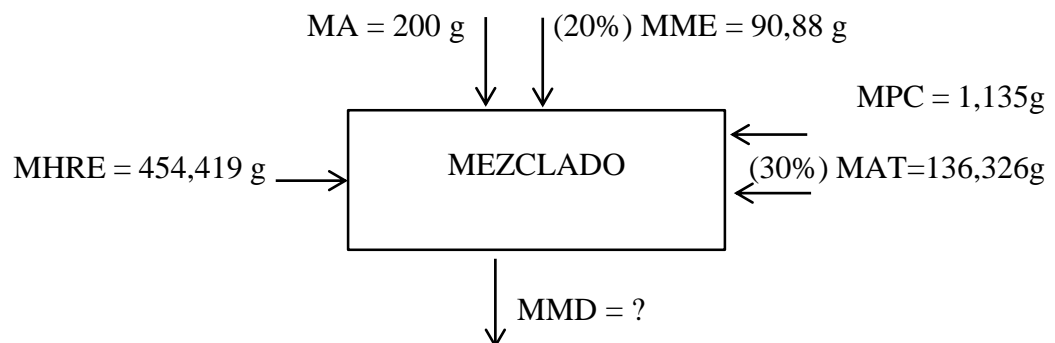 MA = 200 g
(20%) MME = 90,88 g
MPC = 1,135g
MHRE = 454,419 g
MEZCLADO
(30%) MAT=136,326g
MMD = ?